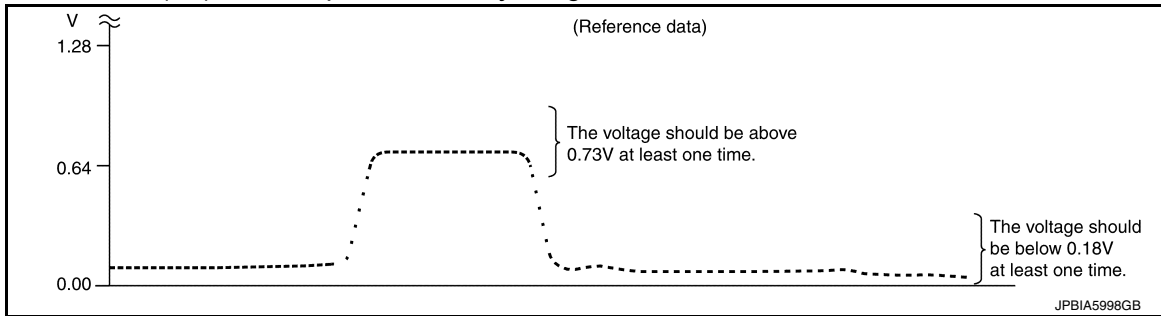 V
(Reference data)
1.28
The voltage should be above
0.73V at least one time.
0.64
The voltage should
be below 0.18V
at least one time.
0.00
JPBIA5998GB